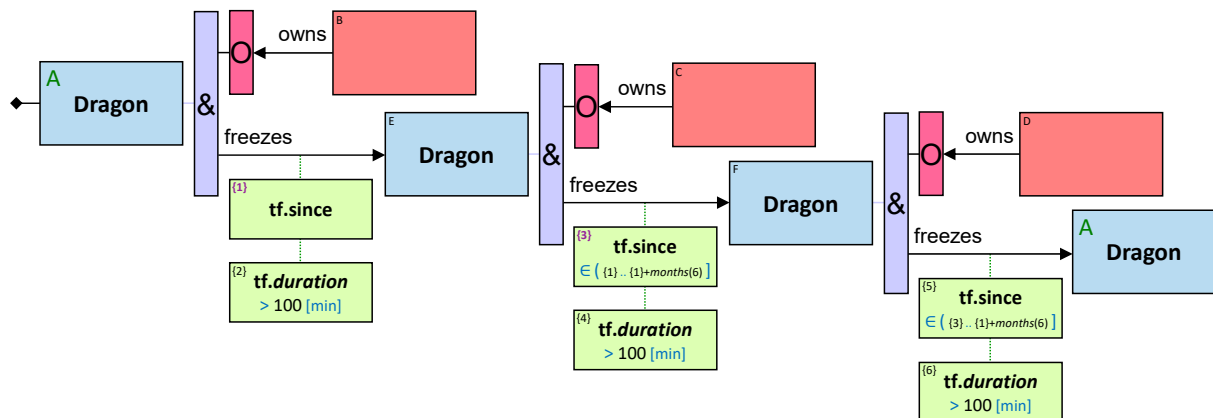 B
owns
O
A
Dragon
&
freezes
E
Dragon
{1}
tf.since
{2}
tf.duration
> 100 [min]
C
owns
O
&
freezes
F
Dragon
{3}
tf.since
∈ ( {1} .. {1}+months(6) ]
{4}
tf.duration
> 100 [min]
D
owns
O
&
freezes
A
Dragon
{5}
tf.since
∈ ( {3} .. {1}+months(6) ]
{6}
tf.duration
> 100 [min]